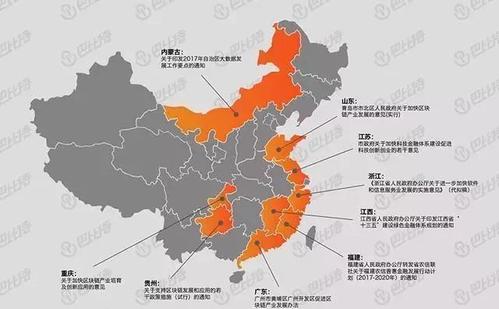 内蒙古：
关于印发2017年自治区大数据发
展工作要点的通知
山东：
青岛市市北区人民政府关于加快区块
链产业发展的意见(实行)
江苏：
市政府关于加快科技金融体系建设促进
科技创新创业的若干意见
浙江：
《浙江省人民政府办公厅关于进一步加快软件
和信息服务业发展的实施意见》（代拟稿）
江西：
江西省人民政府办公厅关于印发江西省“
十三五”建设绿色金融体系规划的通知
福建：
福建省人民政府办公厅转发省农信
联社关于福建农信普惠金融发展行动计
划（2017-2020年）的通知
重庆：
关于加快区块链产业培育
及创新应用的意见
贵州：
关于支持区块链发展和应用的若
干政策措施（试行）的通知
广东：
广州市黄埔区广州开发区促进区
块链产业发展办法
巴比特